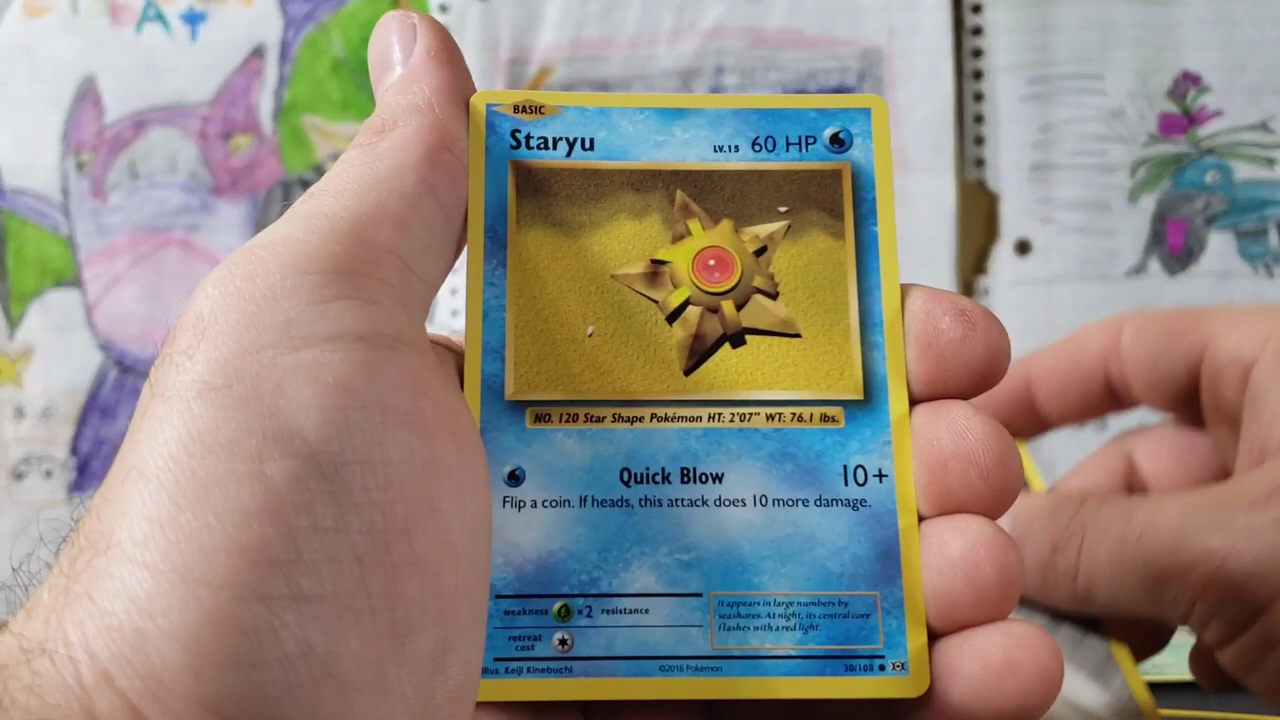 BASIC
Staryu LV.15 60 HP
NO. 120 Star Shape Pokémon HT: 2'07" WT: 76.1 lbs.
Quick Blow 10+
Flip a coin. If heads, this attack does 10 more damage.
weakness ×2 resistance
retreat
cost
It appears in large numbers by
seashores. At night, its central core
flashes with a red light.
Illus. Keiji Kinebuchi ©2016 Pokémon 30/108